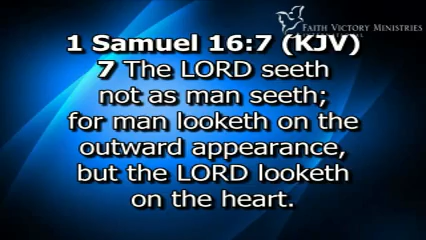 FAITH VICTORY MINISTRIES
1 Samuel 16:7 (KJV)
7 The LORD seeth
not as man seeth;
for man looketh on the
outward appearance,
but the LORD looketh
on the heart.